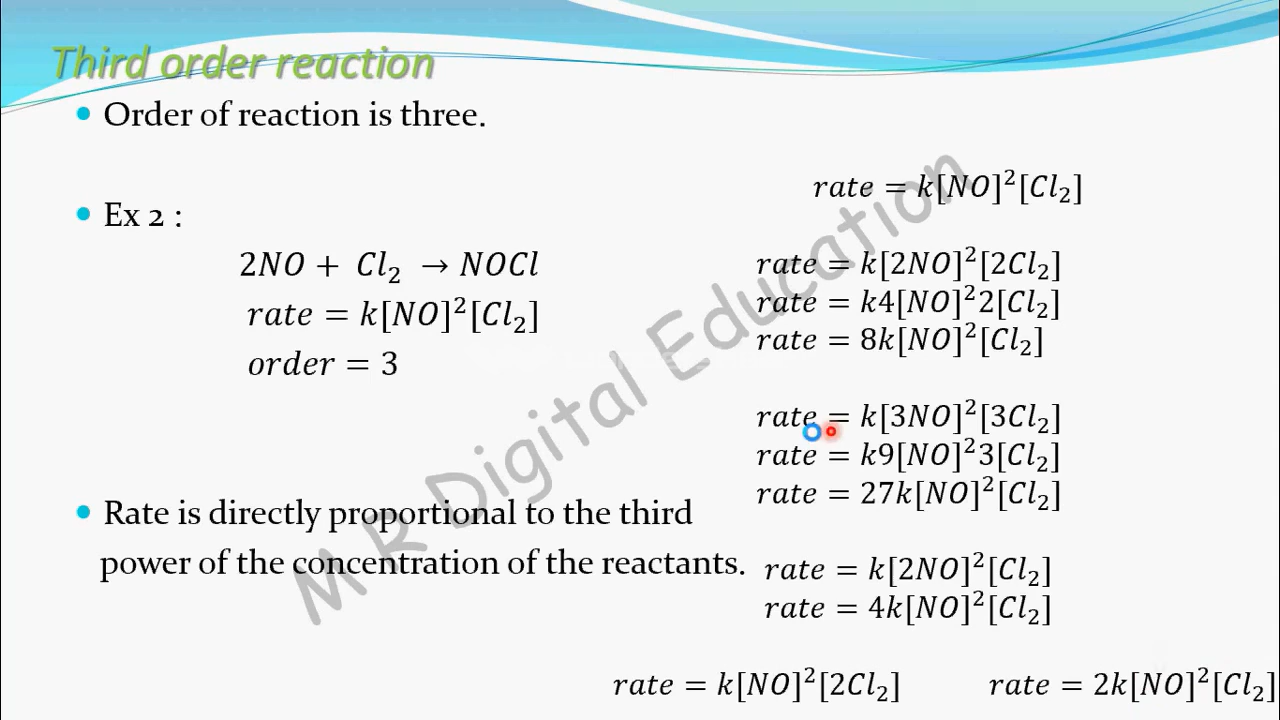 Third order reaction
Order of reaction is three.
Ex 2 :
2NO + Cl₂ → NOCl
rate = k[NO]²[Cl₂]
order = 3
Rate is directly proportional to the third
power of the concentration of the reactants.
rate = k[NO]²[Cl₂]
rate = k[2NO]²[2Cl₂]
rate = k4[NO]²2[Cl₂]
rate = 8k[NO]²[Cl₂]
rate = k[3NO]²[3Cl₂]
rate = k9[NO]²3[Cl₂]
rate = 27k[NO]²[Cl₂]
rate = k[2NO]²[Cl₂]
rate = 4k[NO]²[Cl₂]
rate = k[NO]²[2Cl₂] rate = 2k[NO]²[Cl₂]
M R Digital Education